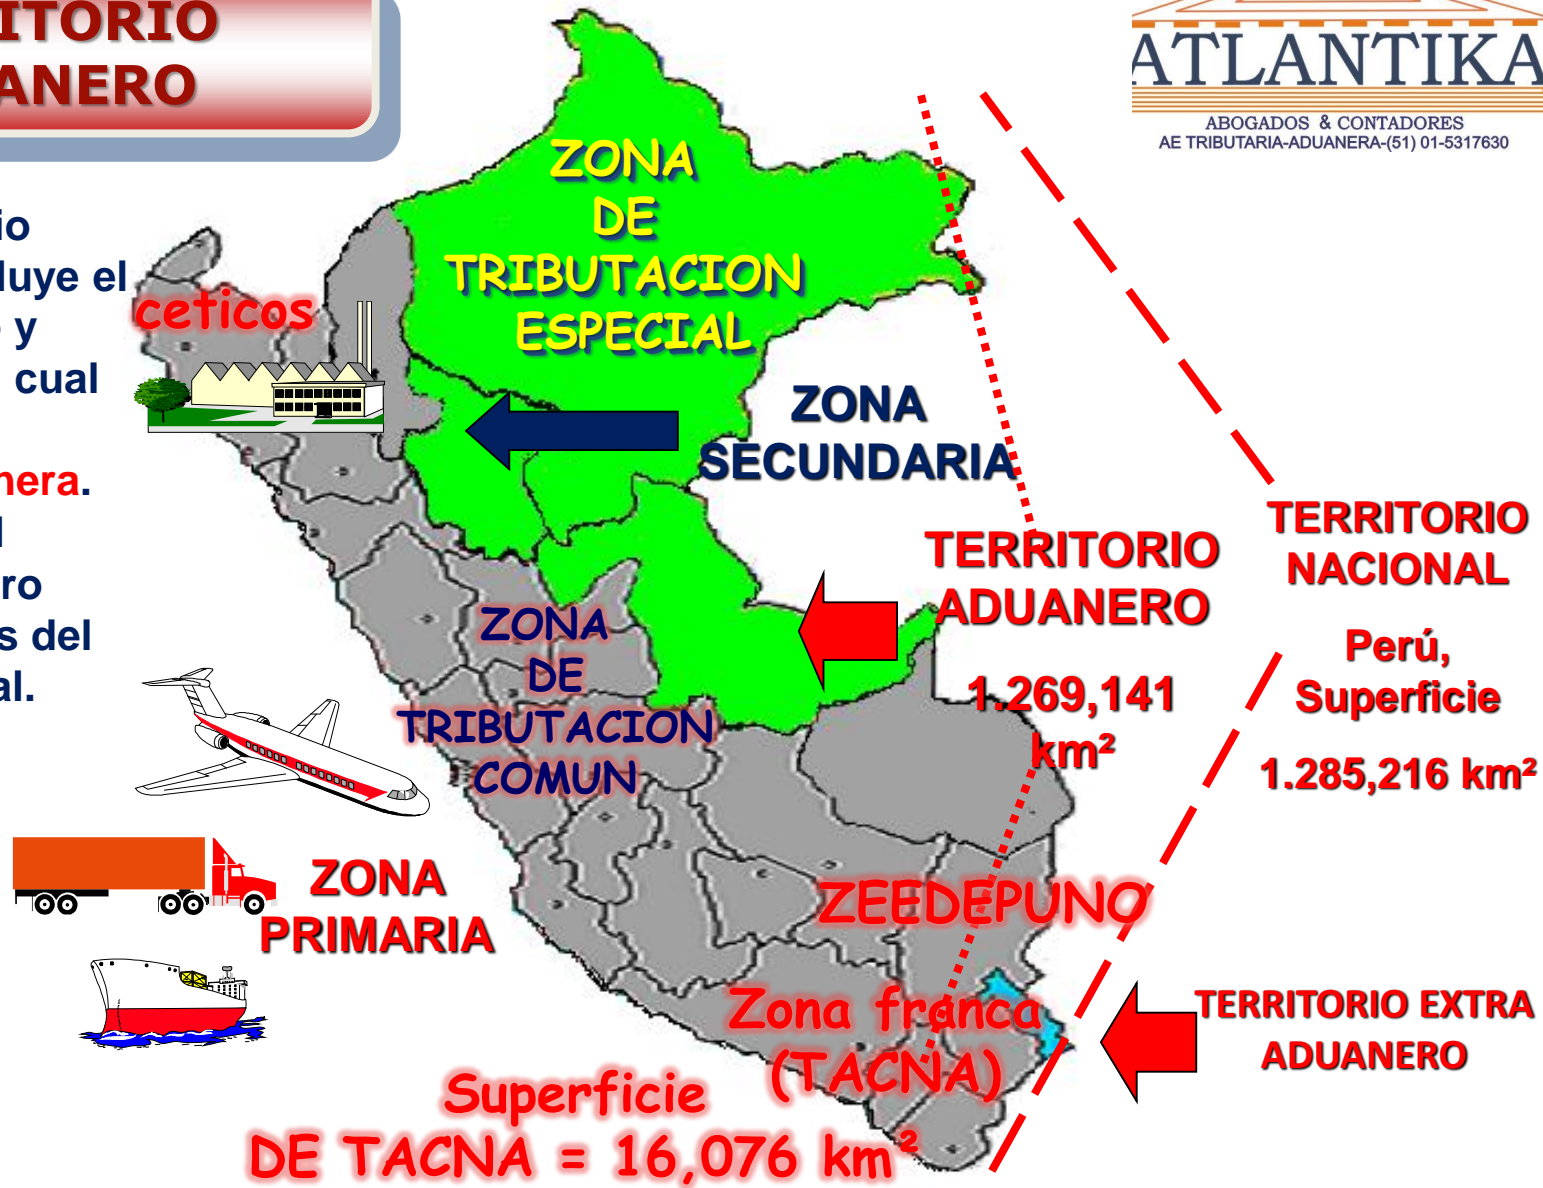 ITORIO
ANERO
ATLANTIKA
ABOGADOS & CONTADORES
AE TRIBUTARIA-ADUANERA-(51) 01-5317630
io
luye el
y
cual
nera.
l
ro
s del
al.
ceticos
ZONA
DE
TRIBUTACION
ESPECIAL
ZONA
SECUNDARIA
TERRITORIO
ADUANERO
1.269,141
km²
TERRITORIO
NACIONAL
Perú,
Superficie
1.285,216 km²
ZONA
DE
TRIBUTACION
COMUN
ZONA
PRIMARIA
ZEEDEPUNO
Zona franca
(TACNA)
TERRITORIO EXTRA
ADUANERO
Superficie
DE TACNA = 16,076 km²